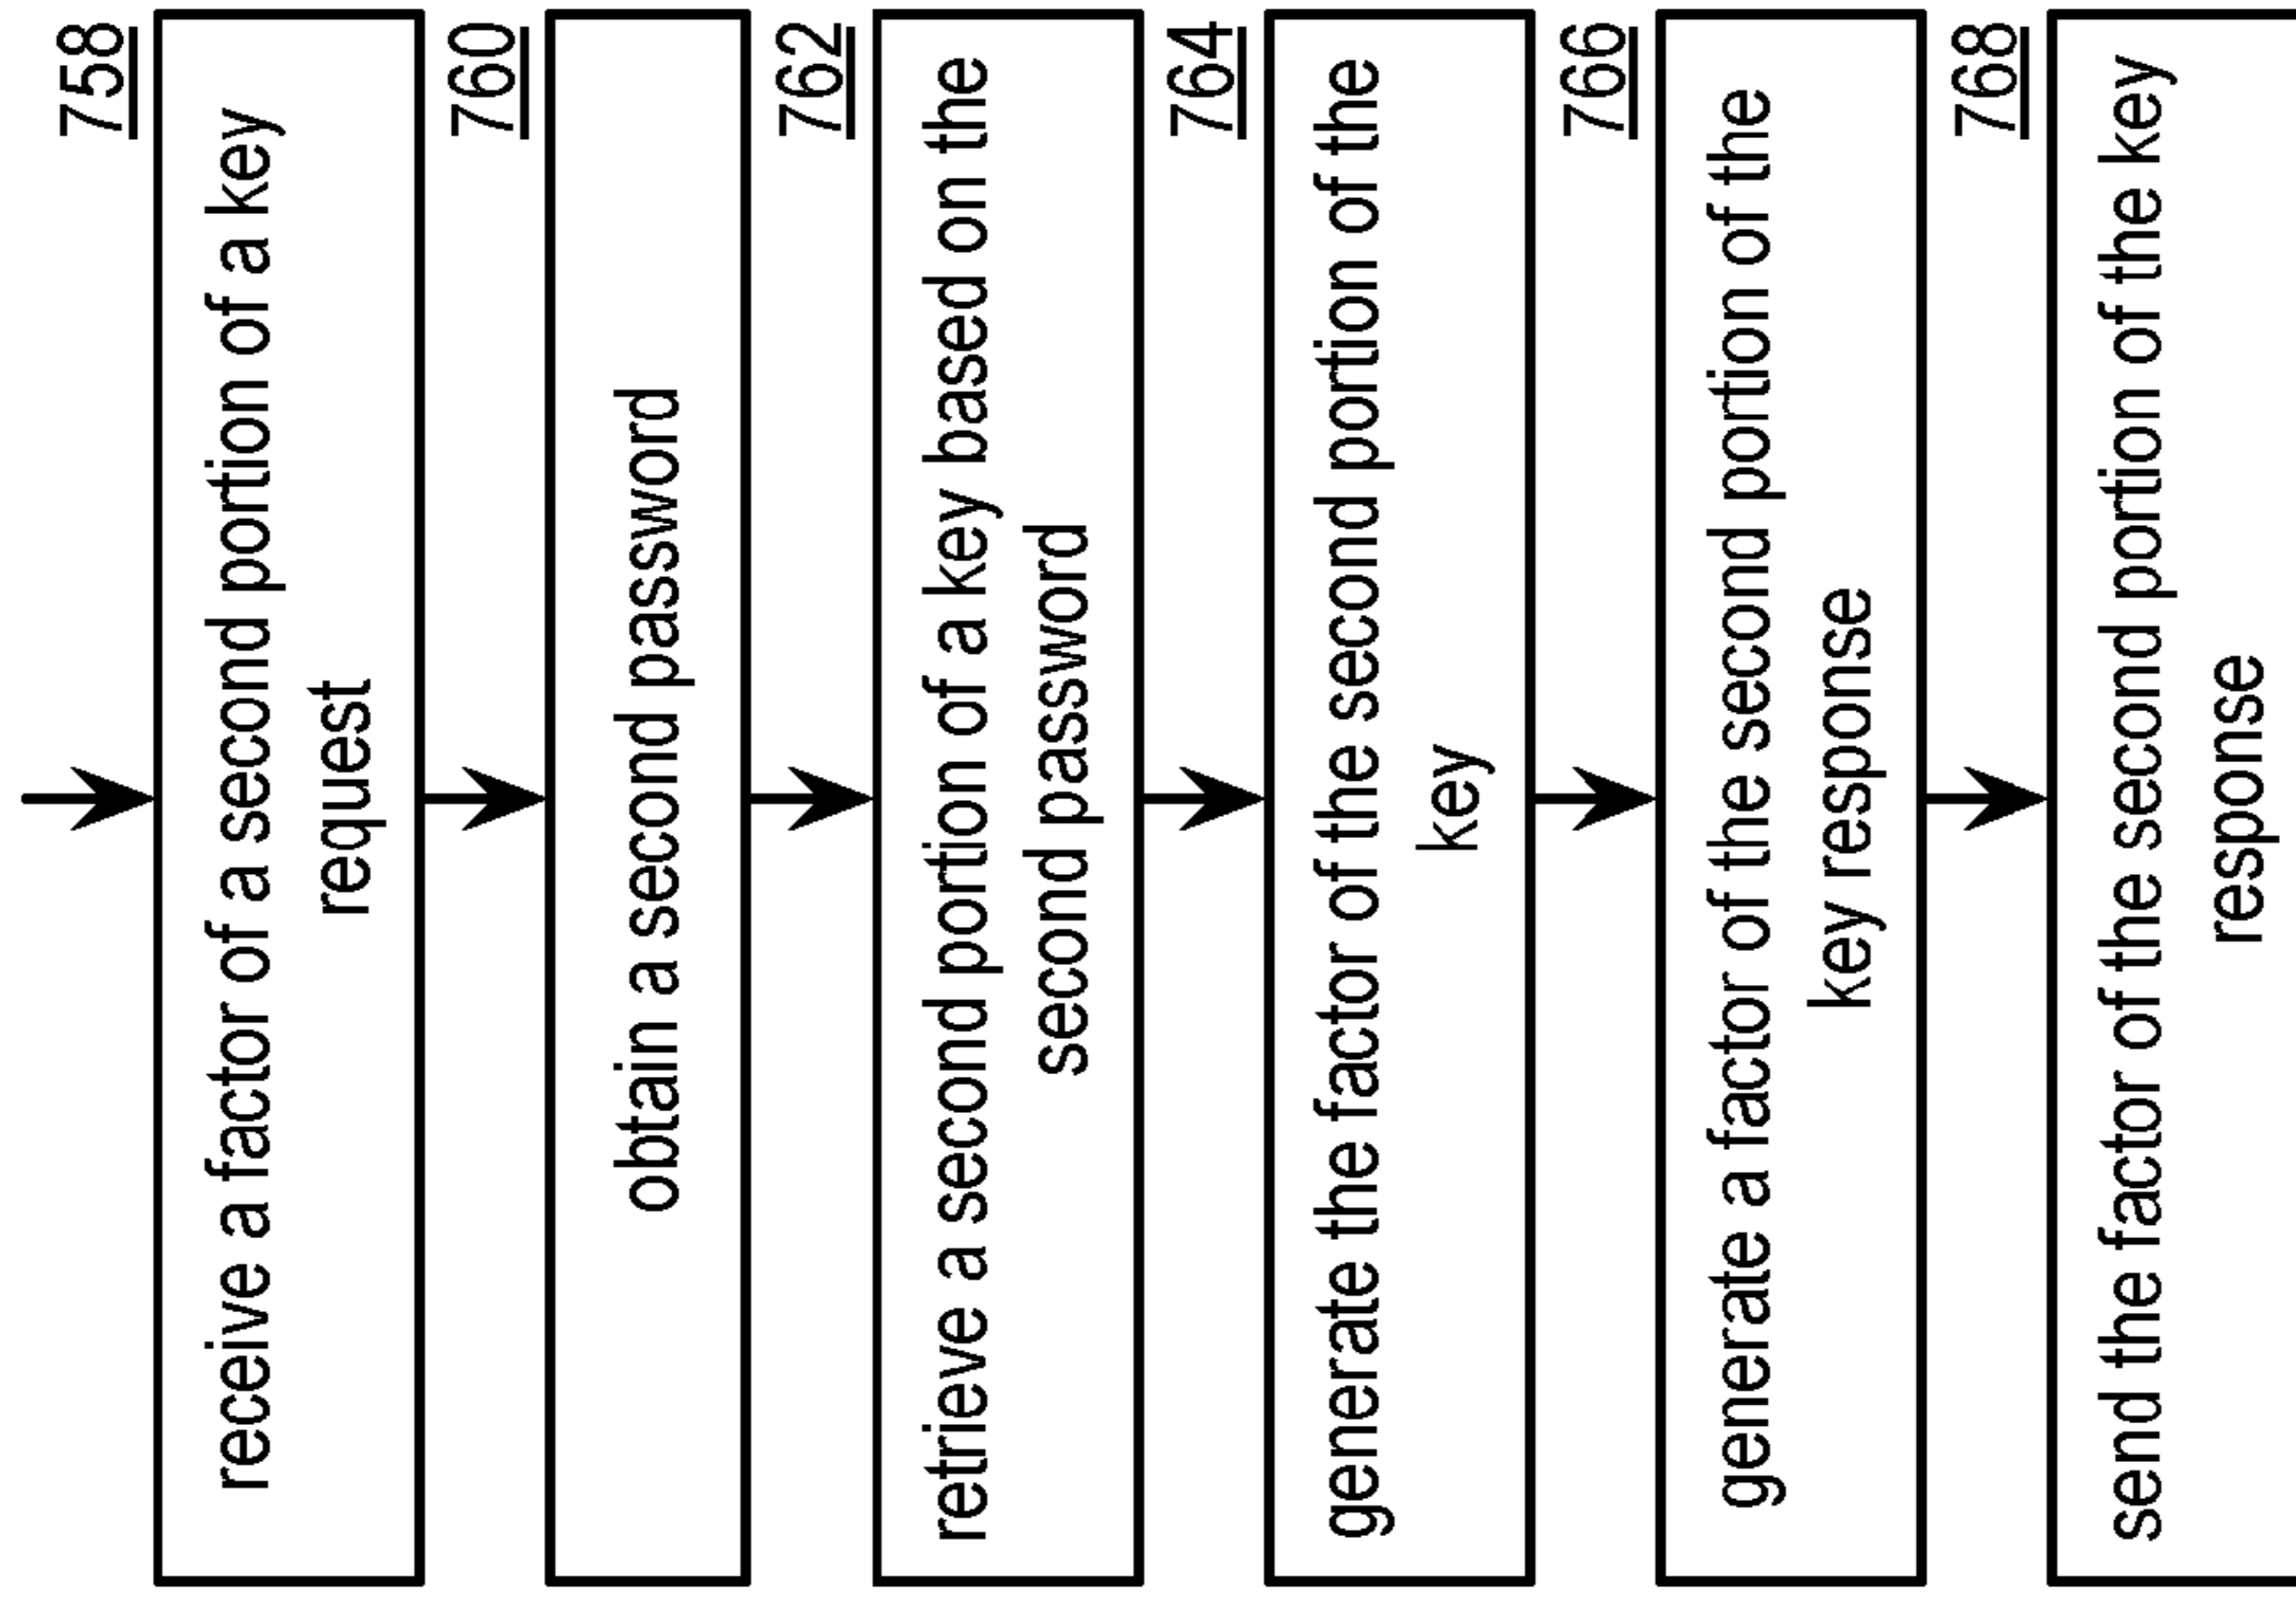 758
receive a factor of a second portion of a key
request
760
obtain a second password
762
retrieve a second portion of a key based on the
second password
764
generate the factor of the second portion of the
key
766
generate a factor of the second portion of the
key response
768
send the factor of the second portion of the key
response